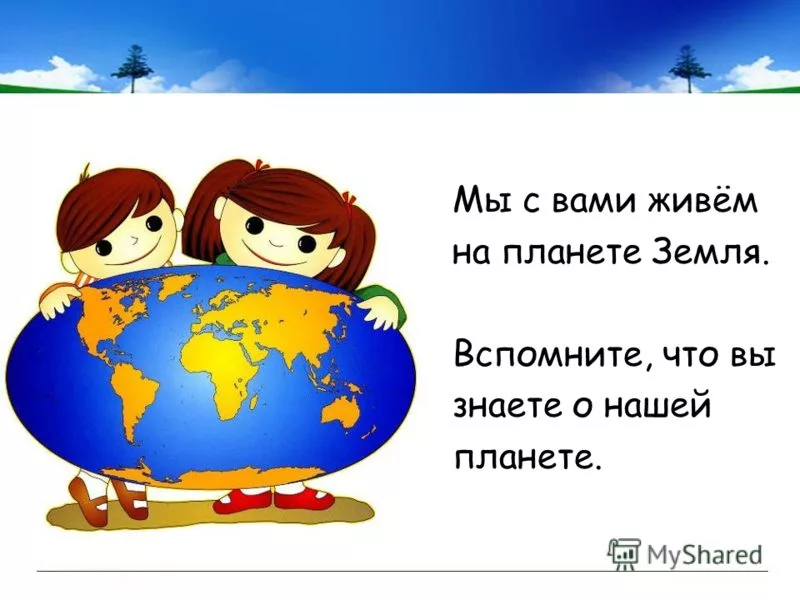 Мы с вами живём
на планете Земля.
Вспомните, что вы
знаете о нашей
планете.
MyShared